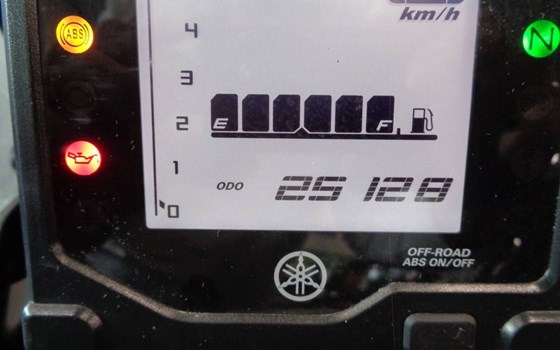 km/h
ABS
N
4
3
2
E F
1
ODO 25128
0
OFF-ROAD
ABS ON/OFF